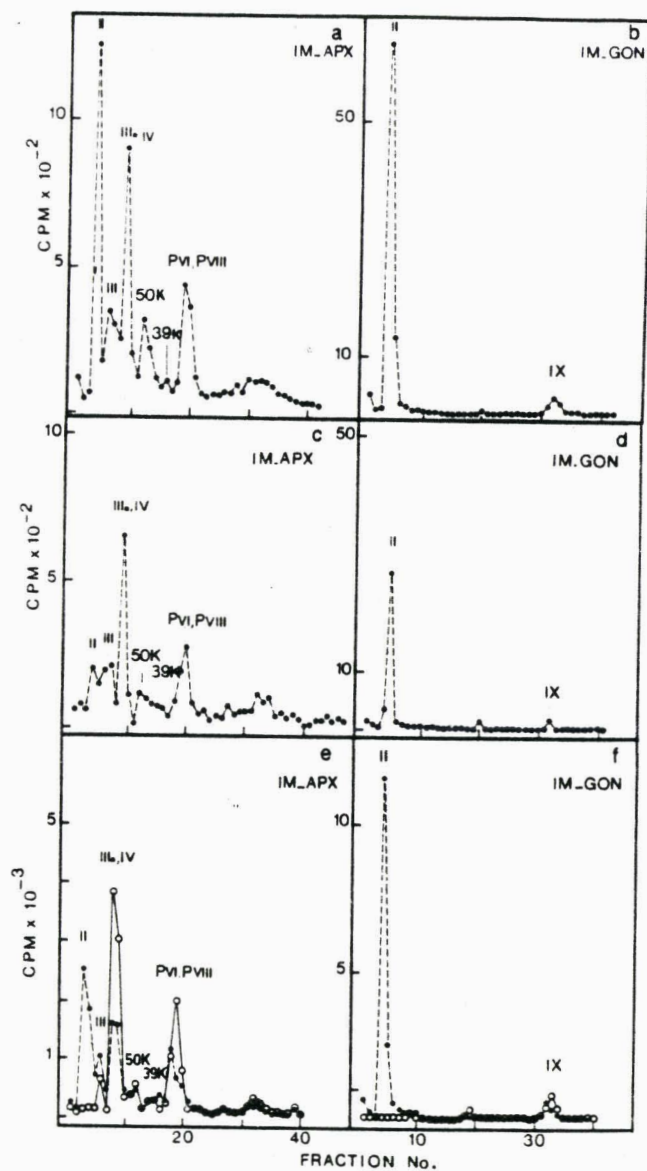 a
IM_APX
II
III., IV
III
50K
39K
PVI, PVIII
10
5
CPM x 10-2
b
IM_GON
II
50
10
IX
c
IM_APX
III., IV
II
III
50K
39K
PVI, PVIII
10
5
CPM x 10-2
d
IM.GON
50
II
10
IX
e
IM_APX
5
III., IV
II
III
50K
39K
PVI, PVIII
1
CPM x 10-3
20
40
f
IM_GON
II
10
5
IX
10
30
FRACTION No.